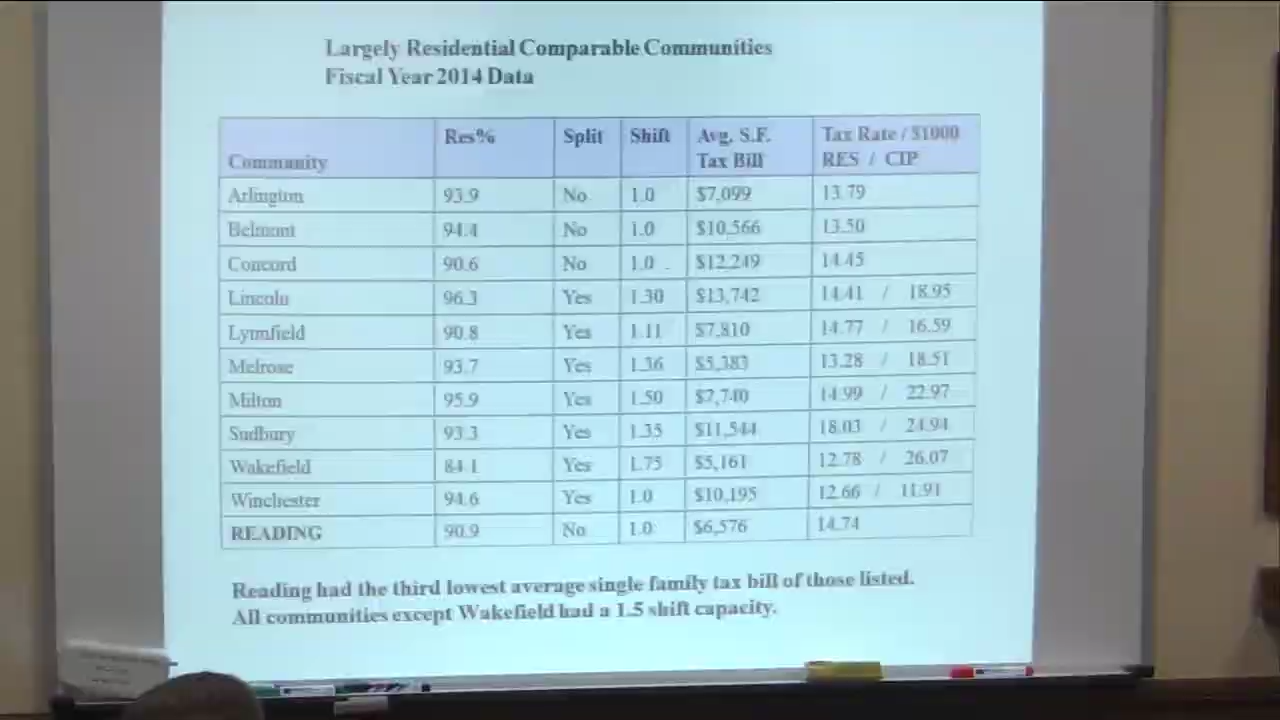 Largely Residential Comparable Communities
Fiscal Year 2014 Data
Community Res% Split Shift Avg. S.F. Tax Bill Tax Rate / $1000 RES / CIP
Arlington 93.9 No 1.0 $7,099 13.79
Belmont 94.4 No 1.0 $10,566 13.50
Concord 90.6 No 1.0 $12,249 14.45
Lincoln 96.3 Yes 1.30 $13,742 14.41 / 18.95
Lynnfield 90.8 Yes 1.11 $7,810 14.77 / 16.59
Melrose 93.7 Yes 1.36 $5,383 13.28 / 18.51
Milton 95.9 Yes 1.50 $7,740 14.99 / 22.97
Sudbury 93.3 Yes 1.35 $11,544 18.03 / 24.94
Wakefield 84.1 Yes 1.75 $5,161 12.78 / 26.07
Winchester 94.6 Yes 1.0 $10,195 12.66 / 11.91
READING 90.9 No 1.0 $6,576 14.74
Reading had the third lowest average single family tax bill of those listed.
All communities except Wakefield had a 1.5 shift capacity.